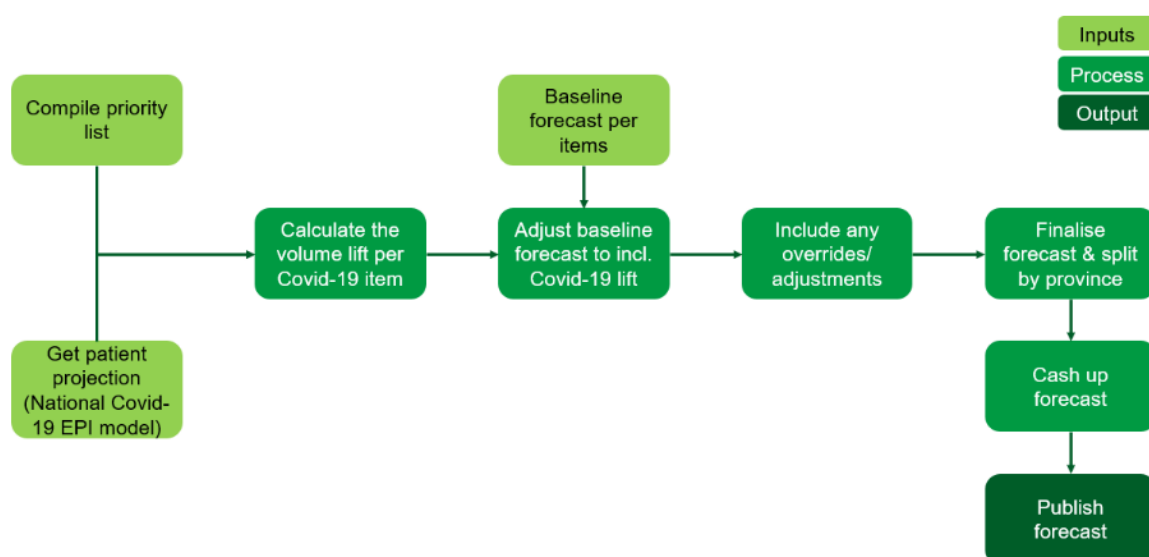 Inputs
Process
Output
Compile priority
list
Baseline
forecast per
items
Calculate the
volume lift per
Covid-19 item
Adjust baseline
forecast to incl.
Covid-19 lift
Include any
overrides/
adjustments
Finalise
forecast & split
by province
Get patient
projection
(National Covid-
19 EPI model)
Cash up
forecast
Publish
forecast